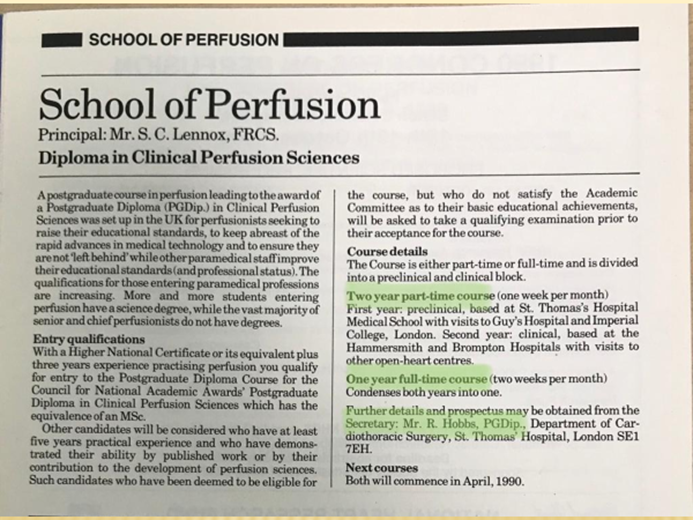 SCHOOL OF PERFUSION
School of Perfusion
Principal: Mr. S. C. Lennox, FRCS.
Diploma in Clinical Perfusion Sciences
A postgraduate course in perfusion leading to the award of
a Postgraduate Diploma (PGDip.) in Clinical Perfusion
Sciences was set up in the UK for perfusionists seeking to
raise their educational standards, to keep abreast of the
rapid advances in medical technology and to ensure they
are not 'left behind' while other paramedical staff improve
their educational standards (and professional status). The
qualifications for those entering paramedical professions
are increasing. More and more students entering
perfusion have a science degree, while the vast majority of
senior and chief perfusionists do not have degrees.
Entry qualifications
With a Higher National Certificate or its equivalent plus
three years experience practising perfusion you qualify
for entry to the Postgraduate Diploma Course for the
Council for National Academic Awards' Postgraduate
Diploma in Clinical Perfusion Sciences which has the
equivalence of an MSc.
Other candidates will be considered who have at least
five years practical experience and who have demons-
trated their ability by published work or by their
contribution to the development of perfusion sciences.
Such candidates who have been deemed to be eligible for
the course, but who do not satisfy the Academic
Committee as to their basic educational achievements,
will be asked to take a qualifying examination prior to
their acceptance for the course.
Course details
The Course is either part-time or full-time and is divided
into a preclinical and clinical block.
Two year part-time course (one week per month)
First year: preclinical, based at St. Thomas's Hospital
Medical School with visits to Guy's Hospital and Imperial
College, London. Second year: clinical, based at the
Hammersmith and Brompton Hospitals with visits to
other open-heart centres.
One year full-time course (two weeks per month)
Condenses both years into one.
Further details and prospectus may be obtained from the
Secretary: Mr. R. Hobbs, PGDip., Department of Car-
diothoracic Surgery, St. Thomas' Hospital, London SE1
7EH.
Next courses
Both will commence in April, 1990.